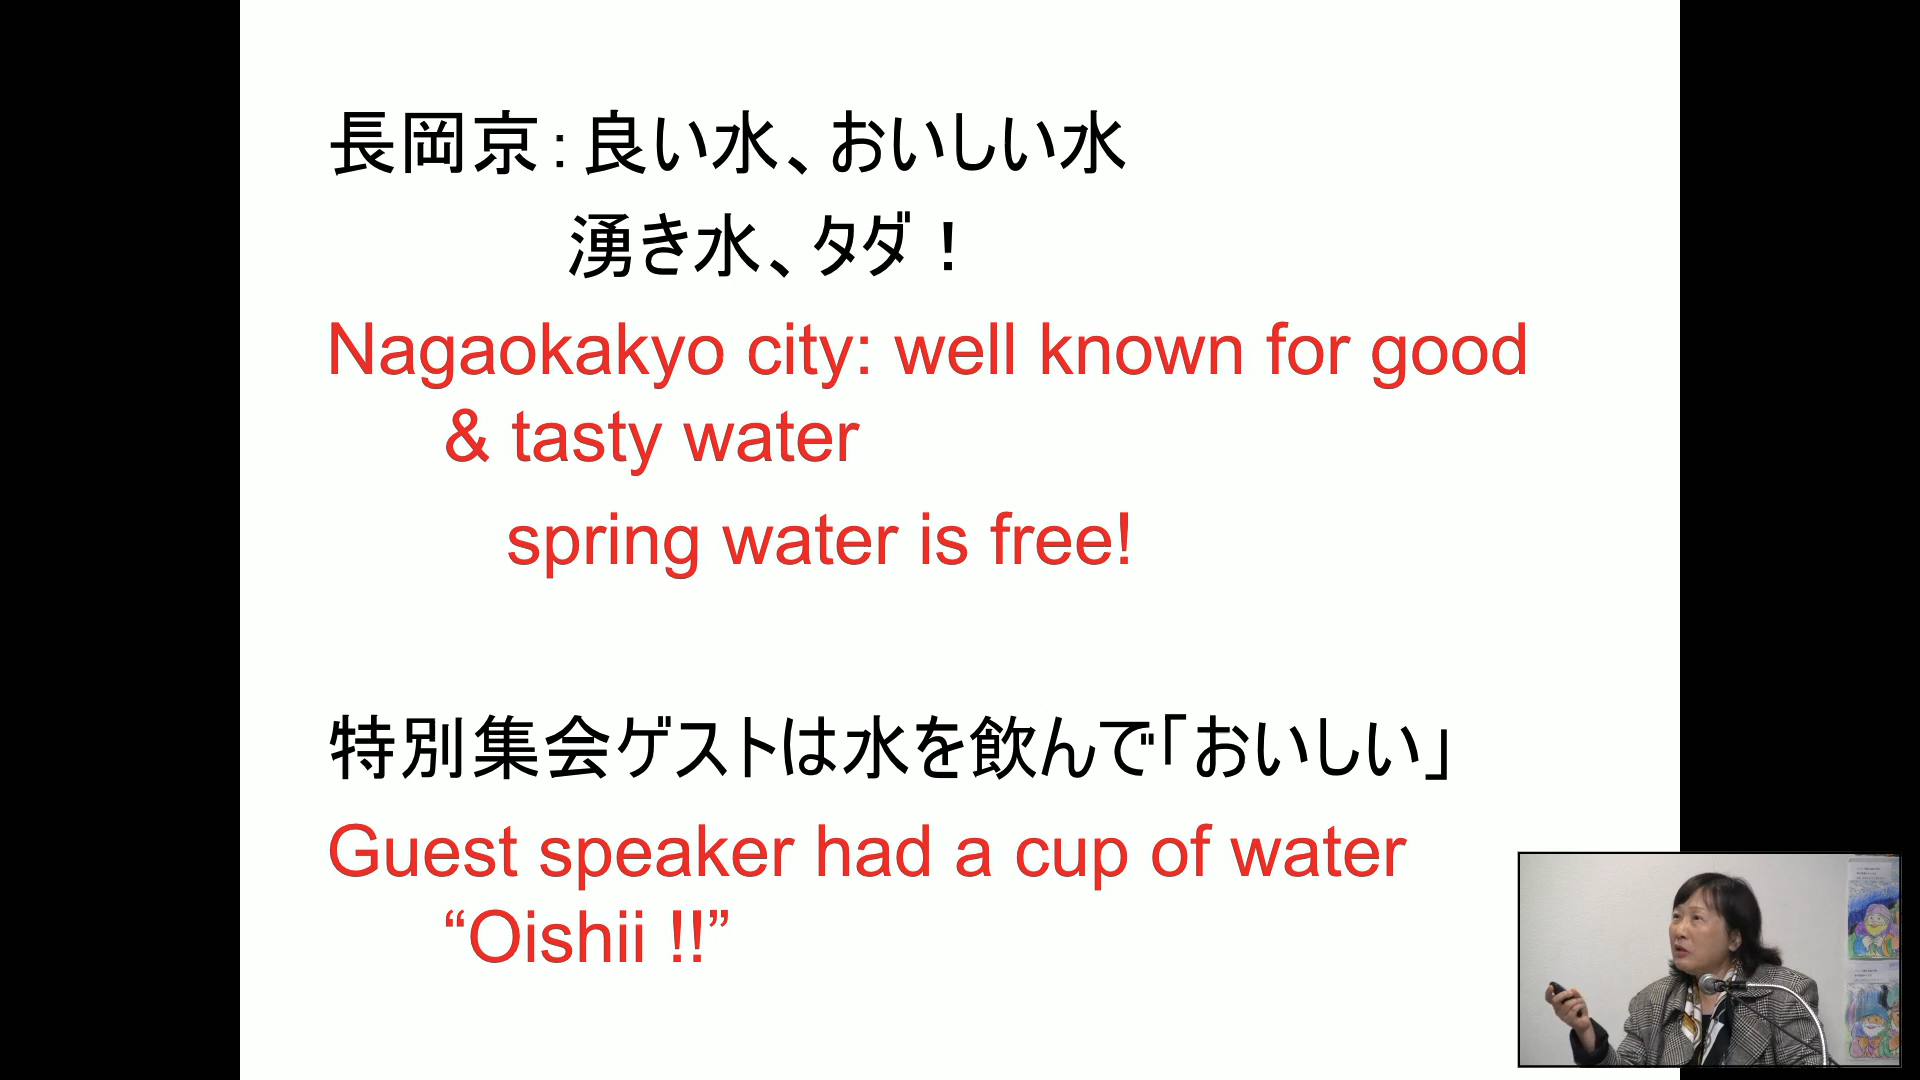 長岡京：良い水、おいしい水
湧き水、タダ！
Nagaokakyo city: well known for good
& tasty water
spring water is free!
特別集会ゲストは水を飲んで「おいしい」
Guest speaker had a cup of water
“Oishii !!”